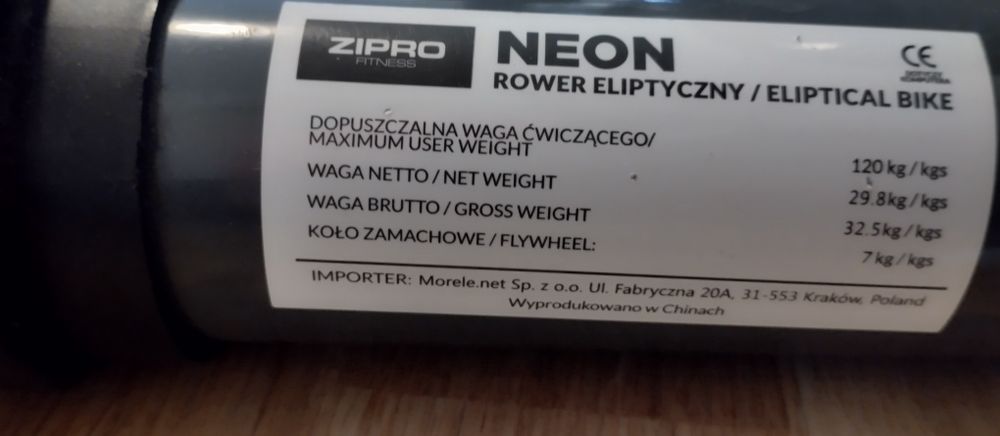 ZIPRO
FITNESS
NEON
ROWER ELIPTYCZNY / ELIPTICAL BIKE
CE
DOTYCZY
KOMPUTERA
DOPUSZCZALNA WAGA ĆWICZĄCEGO/
MAXIMUM USER WEIGHT
120 kg / kgs
WAGA NETTO / NET WEIGHT
29.8kg / kgs
WAGA BRUTTO / GROSS WEIGHT
32.5kg / kgs
KOŁO ZAMACHOWE / FLYWHEEL:
7 kg / kgs
IMPORTER: Morele.net Sp. z o.o. Ul. Fabryczna 20A, 31-553 Kraków, Poland
Wyprodukowano w Chinach